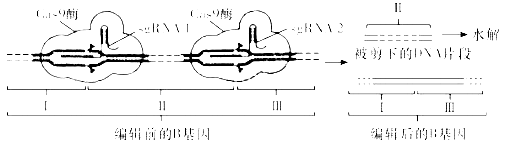 Cas9酶
sgRNA1
Cas9酶
sgRNA2
Ⅰ
Ⅱ
Ⅲ
编辑前的B基因
Ⅱ
水解
被剪下的DNA片段
Ⅰ
Ⅲ
编辑后的B基因